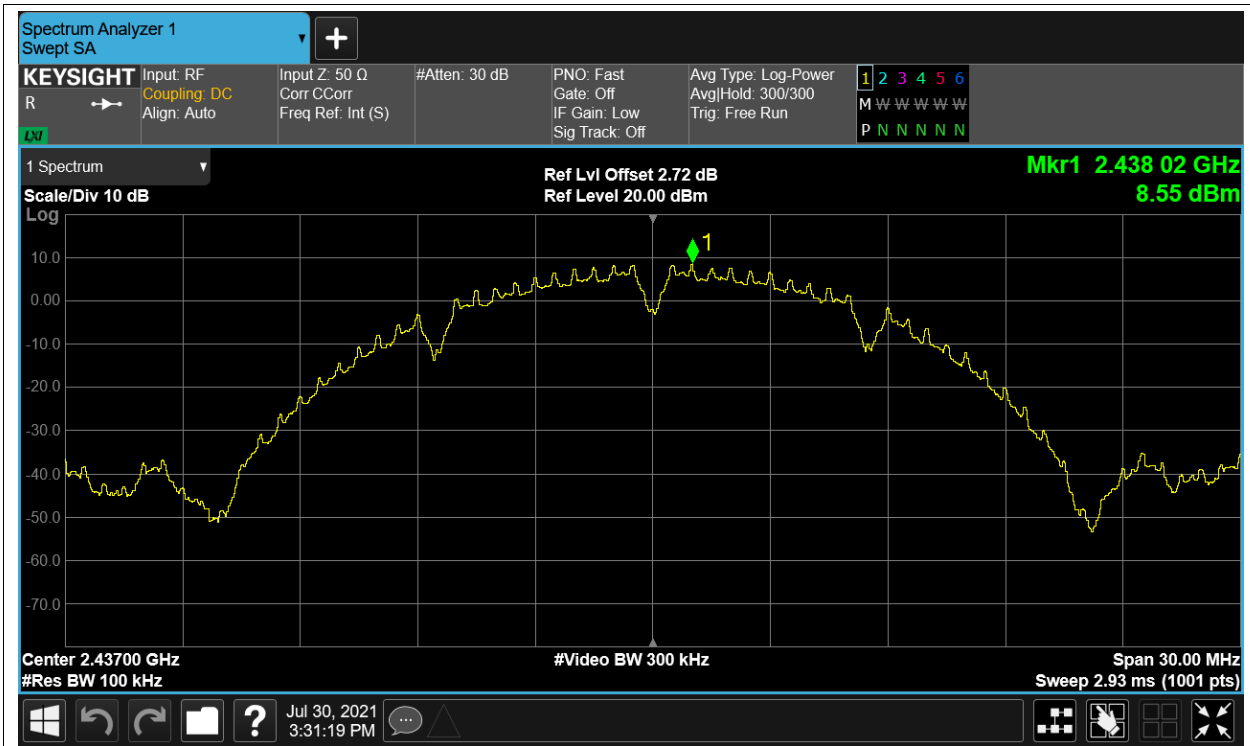 Spectrum Analyzer 1
Swept SA
KEYSIGHT
R
LXI
Input: RF
Coupling: DC
Align: Auto
Input Z: 50 Ω
Corr CCorr
Freq Ref: Int (S)
#Atten: 30 dB
PNO: Fast
Gate: Off
IF Gain: Low
Sig Track: Off
Avg Type: Log-Power
Avg|Hold: 300/300
Trig: Free Run
1 2 3 4 5 6
M W W W W W
P N N N N N
1 Spectrum
Scale/Div 10 dB
Log
Ref Lvl Offset 2.72 dB
Ref Level 20.00 dBm
Mkr1 2.438 02 GHz
8.55 dBm
1
10.0
0.00
-10.0
-20.0
-30.0
-40.0
-50.0
-60.0
-70.0
Center 2.43700 GHz
#Video BW 300 kHz
Span 30.00 MHz
#Res BW 100 kHz
Sweep 2.93 ms (1001 pts)
?
Jul 30, 2021
3:31:19 PM